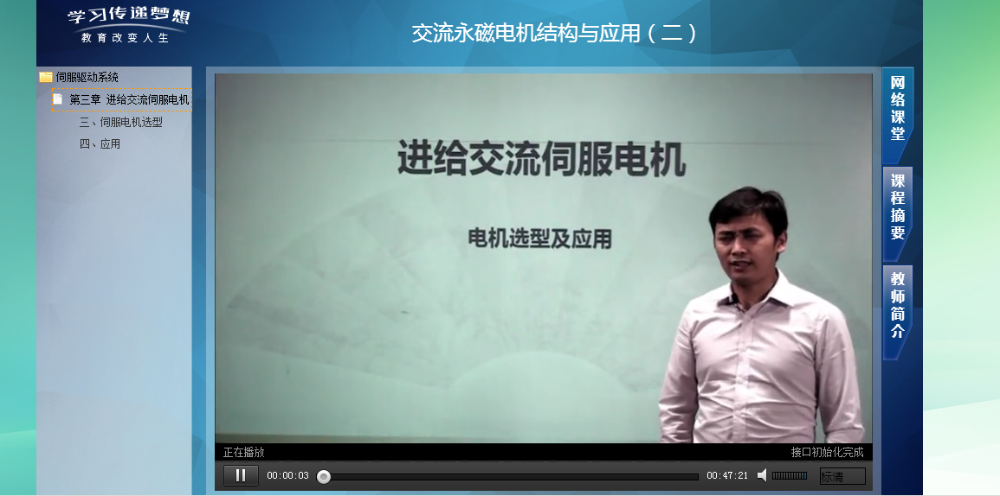 学习传递梦想
教育改变人生
交流永磁电机结构与应用（二）
伺服驱动系统
第三章 进给交流伺服电机
三、伺服电机选型
四、应用
进给交流伺服电机
电机选型及应用
网络课堂
课程摘要
教师简介
正在播放
接口初始化完成
00:00:03
00:47:21
标清